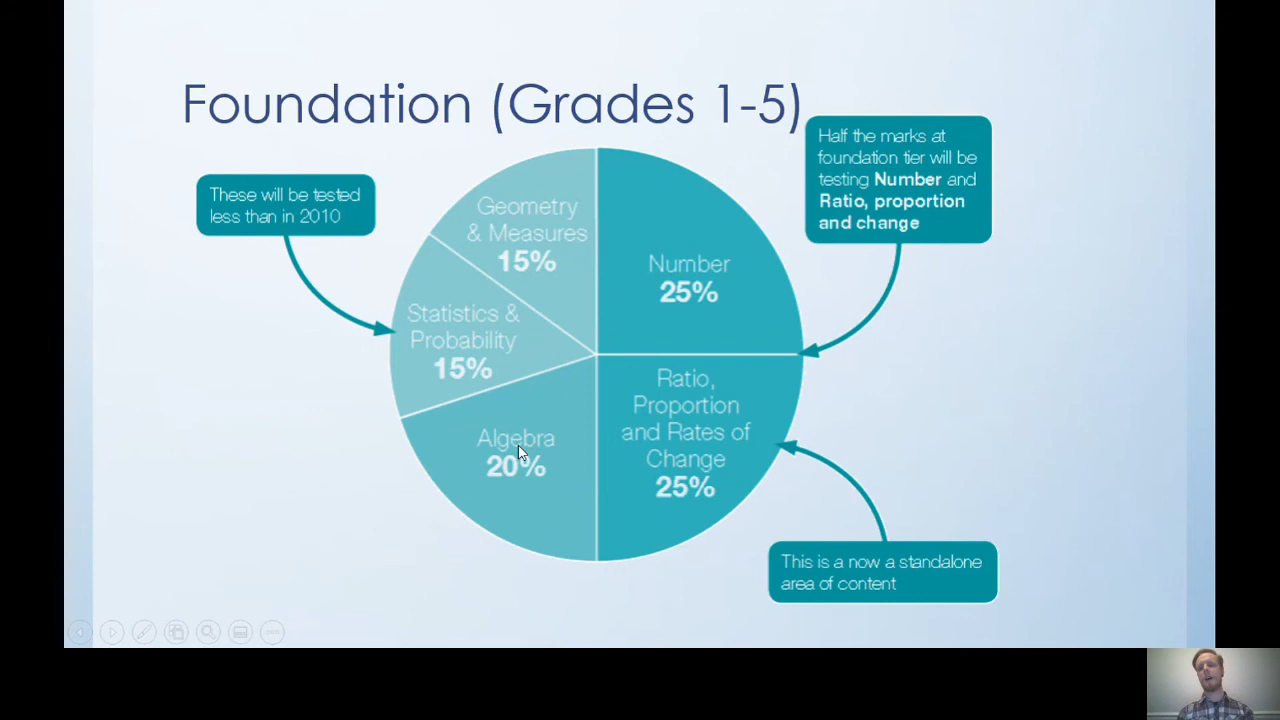 Foundation (Grades 1-5)
Half the marks at
foundation tier will be
testing Number and
Ratio, proportion
and change
These will be tested
less than in 2010
Geometry
& Measures
15%
Number
25%
Statistics &
Probability
15%
Ratio,
Proportion
and Rates of
Change
25%
Algebra
20%
This is a now a standalone
area of content